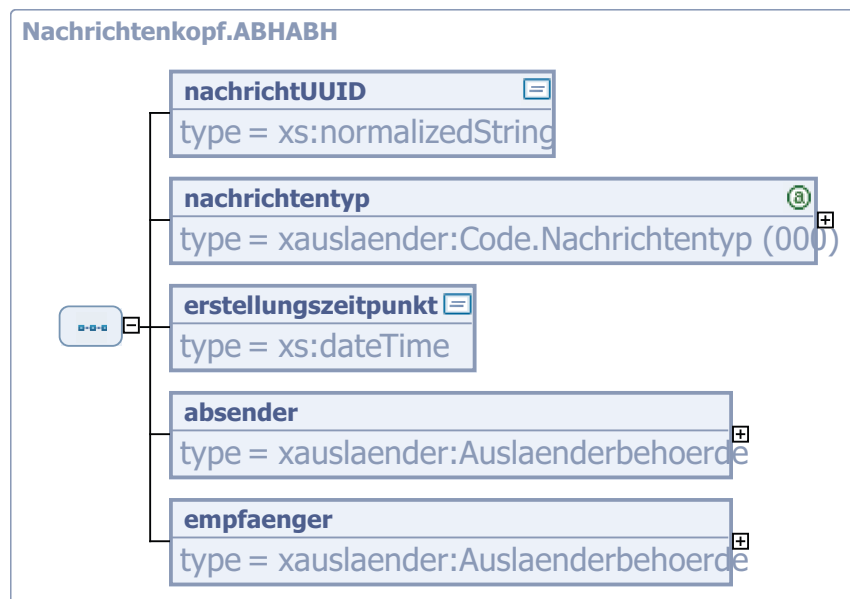 Nachrichtenkopf.ABHABH
nachrichtUUID
type = xs:normalizedString
nachrichtentyp
type = xauslaender:Code.Nachrichtentyp (000)
erstellungszeitpunkt
type = xs:dateTime
absender
type = xauslaender:Auslaenderbehoerde
empfaenger
type = xauslaender:Auslaenderbehoerde